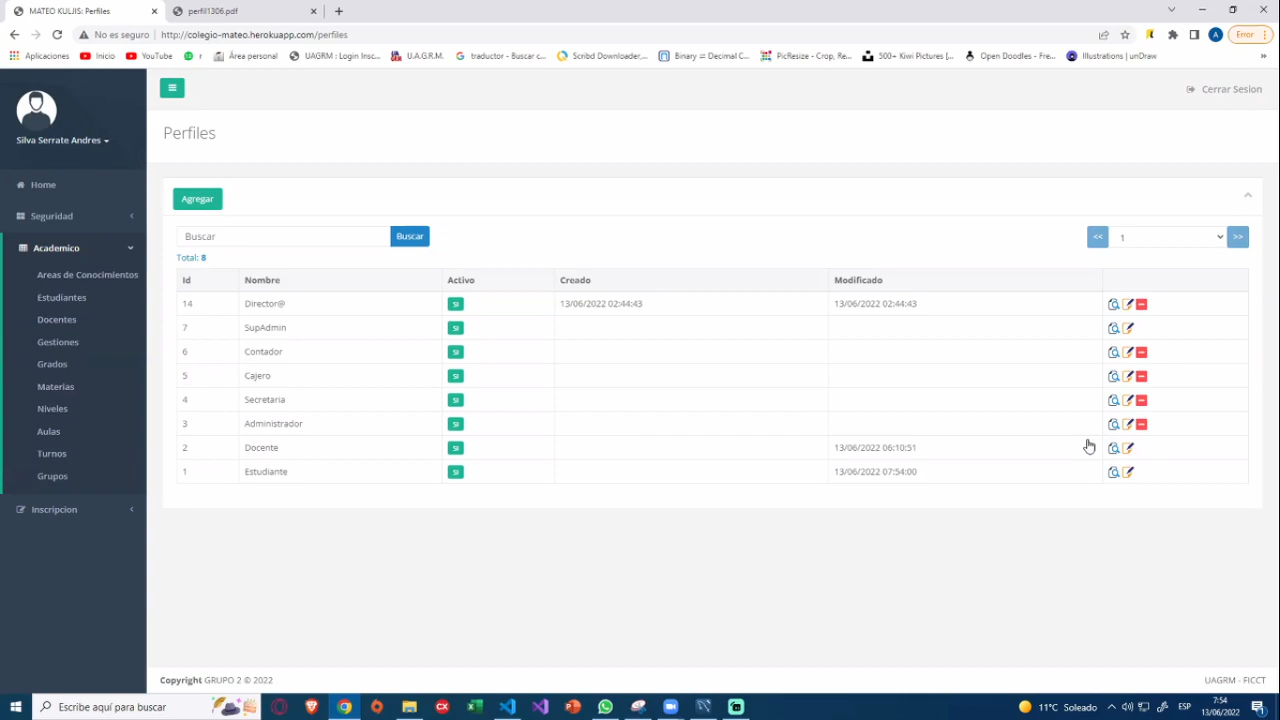 MATEO KULJIS: Perfiles
perfil1306.pdf
No es seguro
http://colegio-mateo.herokuapp.com/perfiles
A
Error
Aplicaciones
Inicio
YouTube
r
Área personal
UAGRM : Login Insc...
U.A.G.R.M.
traductor - Buscar c...
Scribd Downloader,...
Binary ⇌ Decimal C...
PicResize - Crop, Re...
500+ Kiwi Pictures [...
Open Doodles - Fre...
Illustrations | unDraw
»
Silva Serrate Andres
Cerrar Sesion
Perfiles
Home
Seguridad
Academico
Areas de Conocimientos
Estudiantes
Docentes
Gestiones
Grados
Materias
Niveles
Aulas
Turnos
Grupos
Inscripcion
Agregar
Buscar
Buscar
<<
1
>>
Total: 8
Id Nombre Activo Creado Modificado
14 Director@ SI 13/06/2022 02:44:43 13/06/2022 02:44:43
7 SupAdmin SI
6 Contador SI
5 Cajero SI
4 Secretaria SI
3 Administrador SI
2 Docente SI 13/06/2022 06:10:51
1 Estudiante SI 13/06/2022 07:54:00
Copyright GRUPO 2 © 2022
UAGRM - FICCT
Escribe aquí para buscar
11°C Soleado
ESP
7:54
13/06/2022